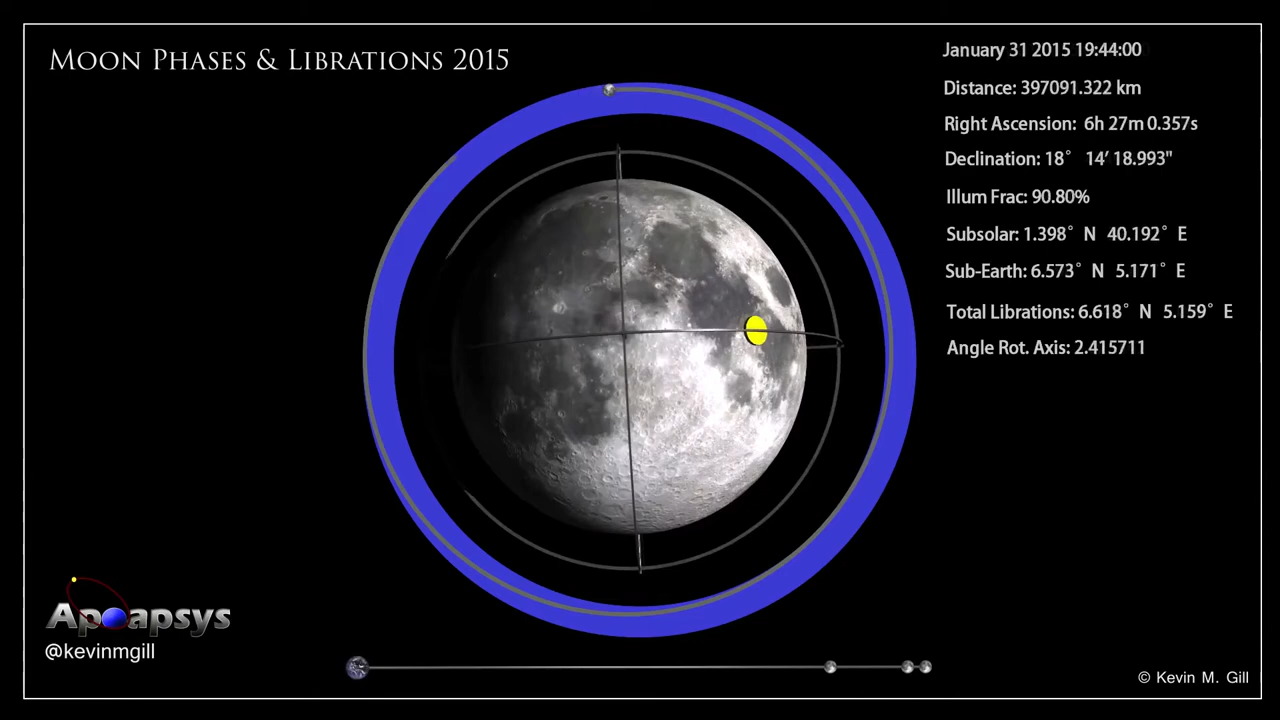 Moon Phases & Librations 2015
January 31 2015 19:44:00
Distance: 397091.322 km
Right Ascension: 6h 27m 0.357s
Declination: 18° 14′ 18.993"
Illum Frac: 90.80%
Subsolar: 1.398° N 40.192° E
Sub-Earth: 6.573° N 5.171° E
Total Librations: 6.618° N 5.159° E
Angle Rot. Axis: 2.415711
Apoapsys
@kevinmgill
© Kevin M. Gill